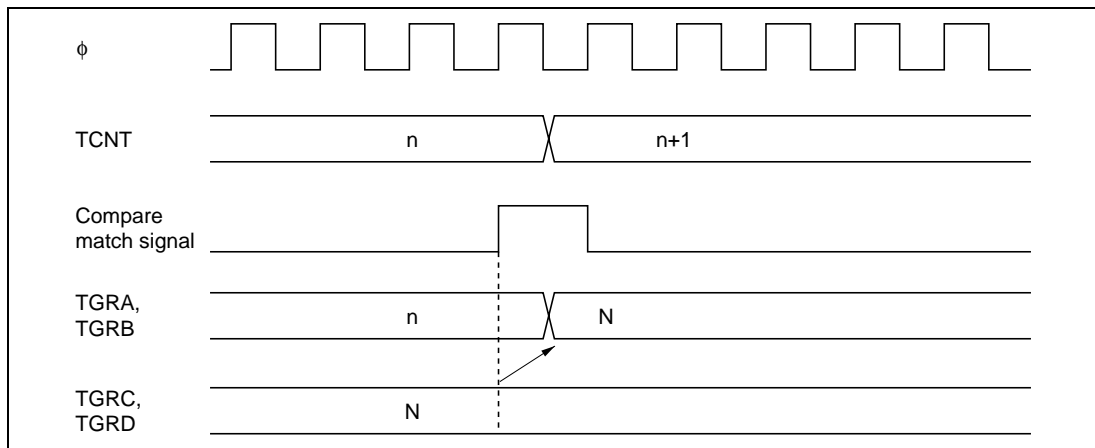 ϕ
TCNT
n
n+1
Compare
match signal
TGRA,
TGRB
n
N
TGRC,
TGRD
N